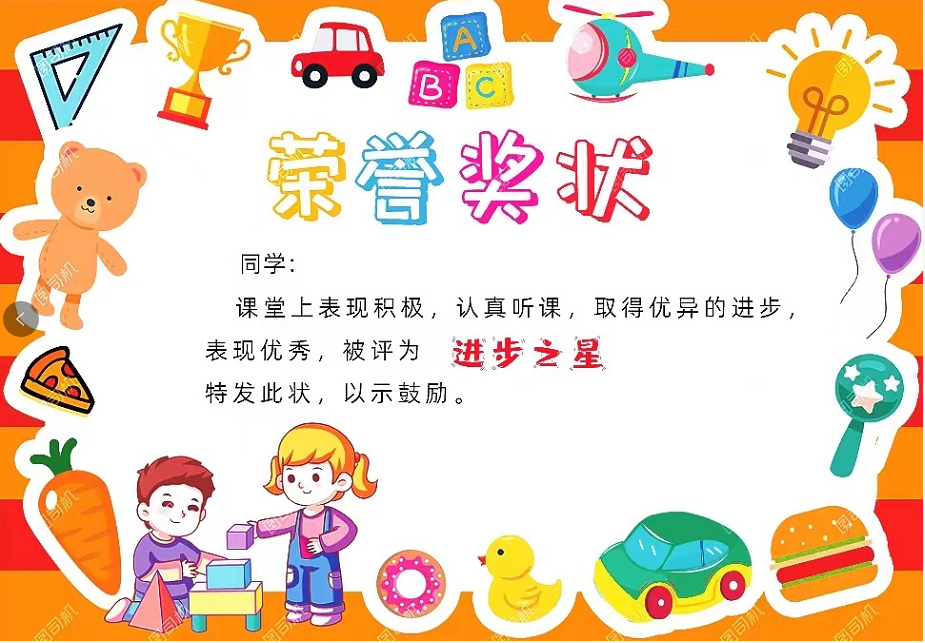 A
B C
荣誉奖状
同学：
课堂上表现积极，认真听课，取得优异的进步，
表现优秀，被评为 进步之星
特发此状，以示鼓励。